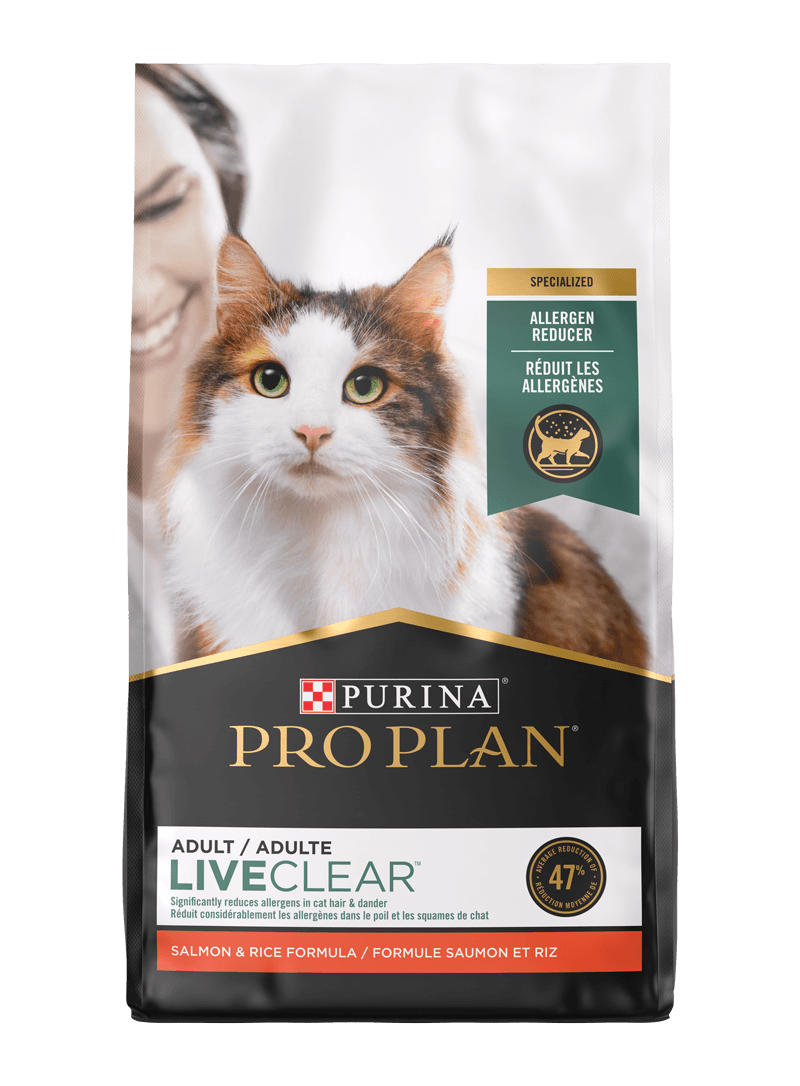 SPECIALIZED
ALLERGEN
REDUCER
RÉDUIT LES
ALLERGÈNES
PURINA®
PRO PLAN®
ADULT / ADULTE
LIVECLEAR™
Significantly reduces allergens in cat hair & dander
Réduit considérablement les allergènes dans le poil et les squames de chat
• AVERAGE REDUCTION OF •
47%
RÉDUCTION MOYENNE DE
SALMON & RICE FORMULA / FORMULE SAUMON ET RIZ